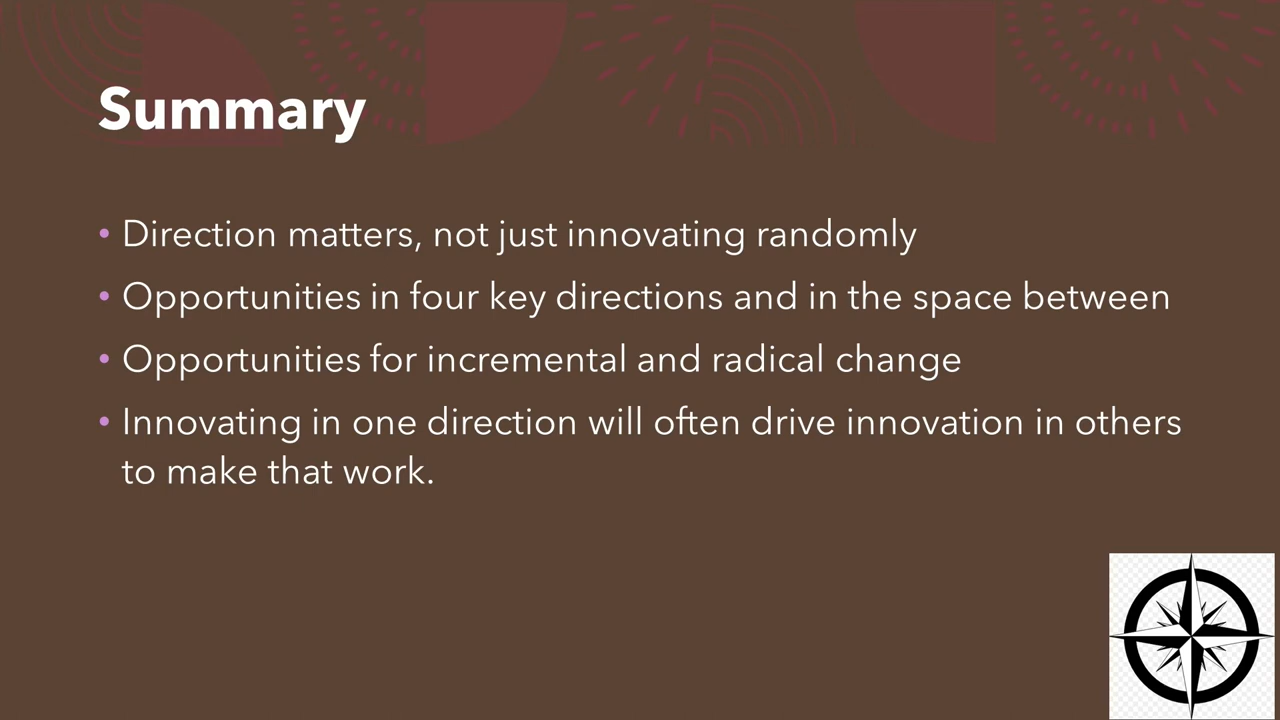 Summary
• Direction matters, not just innovating randomly
• Opportunities in four key directions and in the space between
• Opportunities for incremental and radical change
• Innovating in one direction will often drive innovation in others
to make that work.